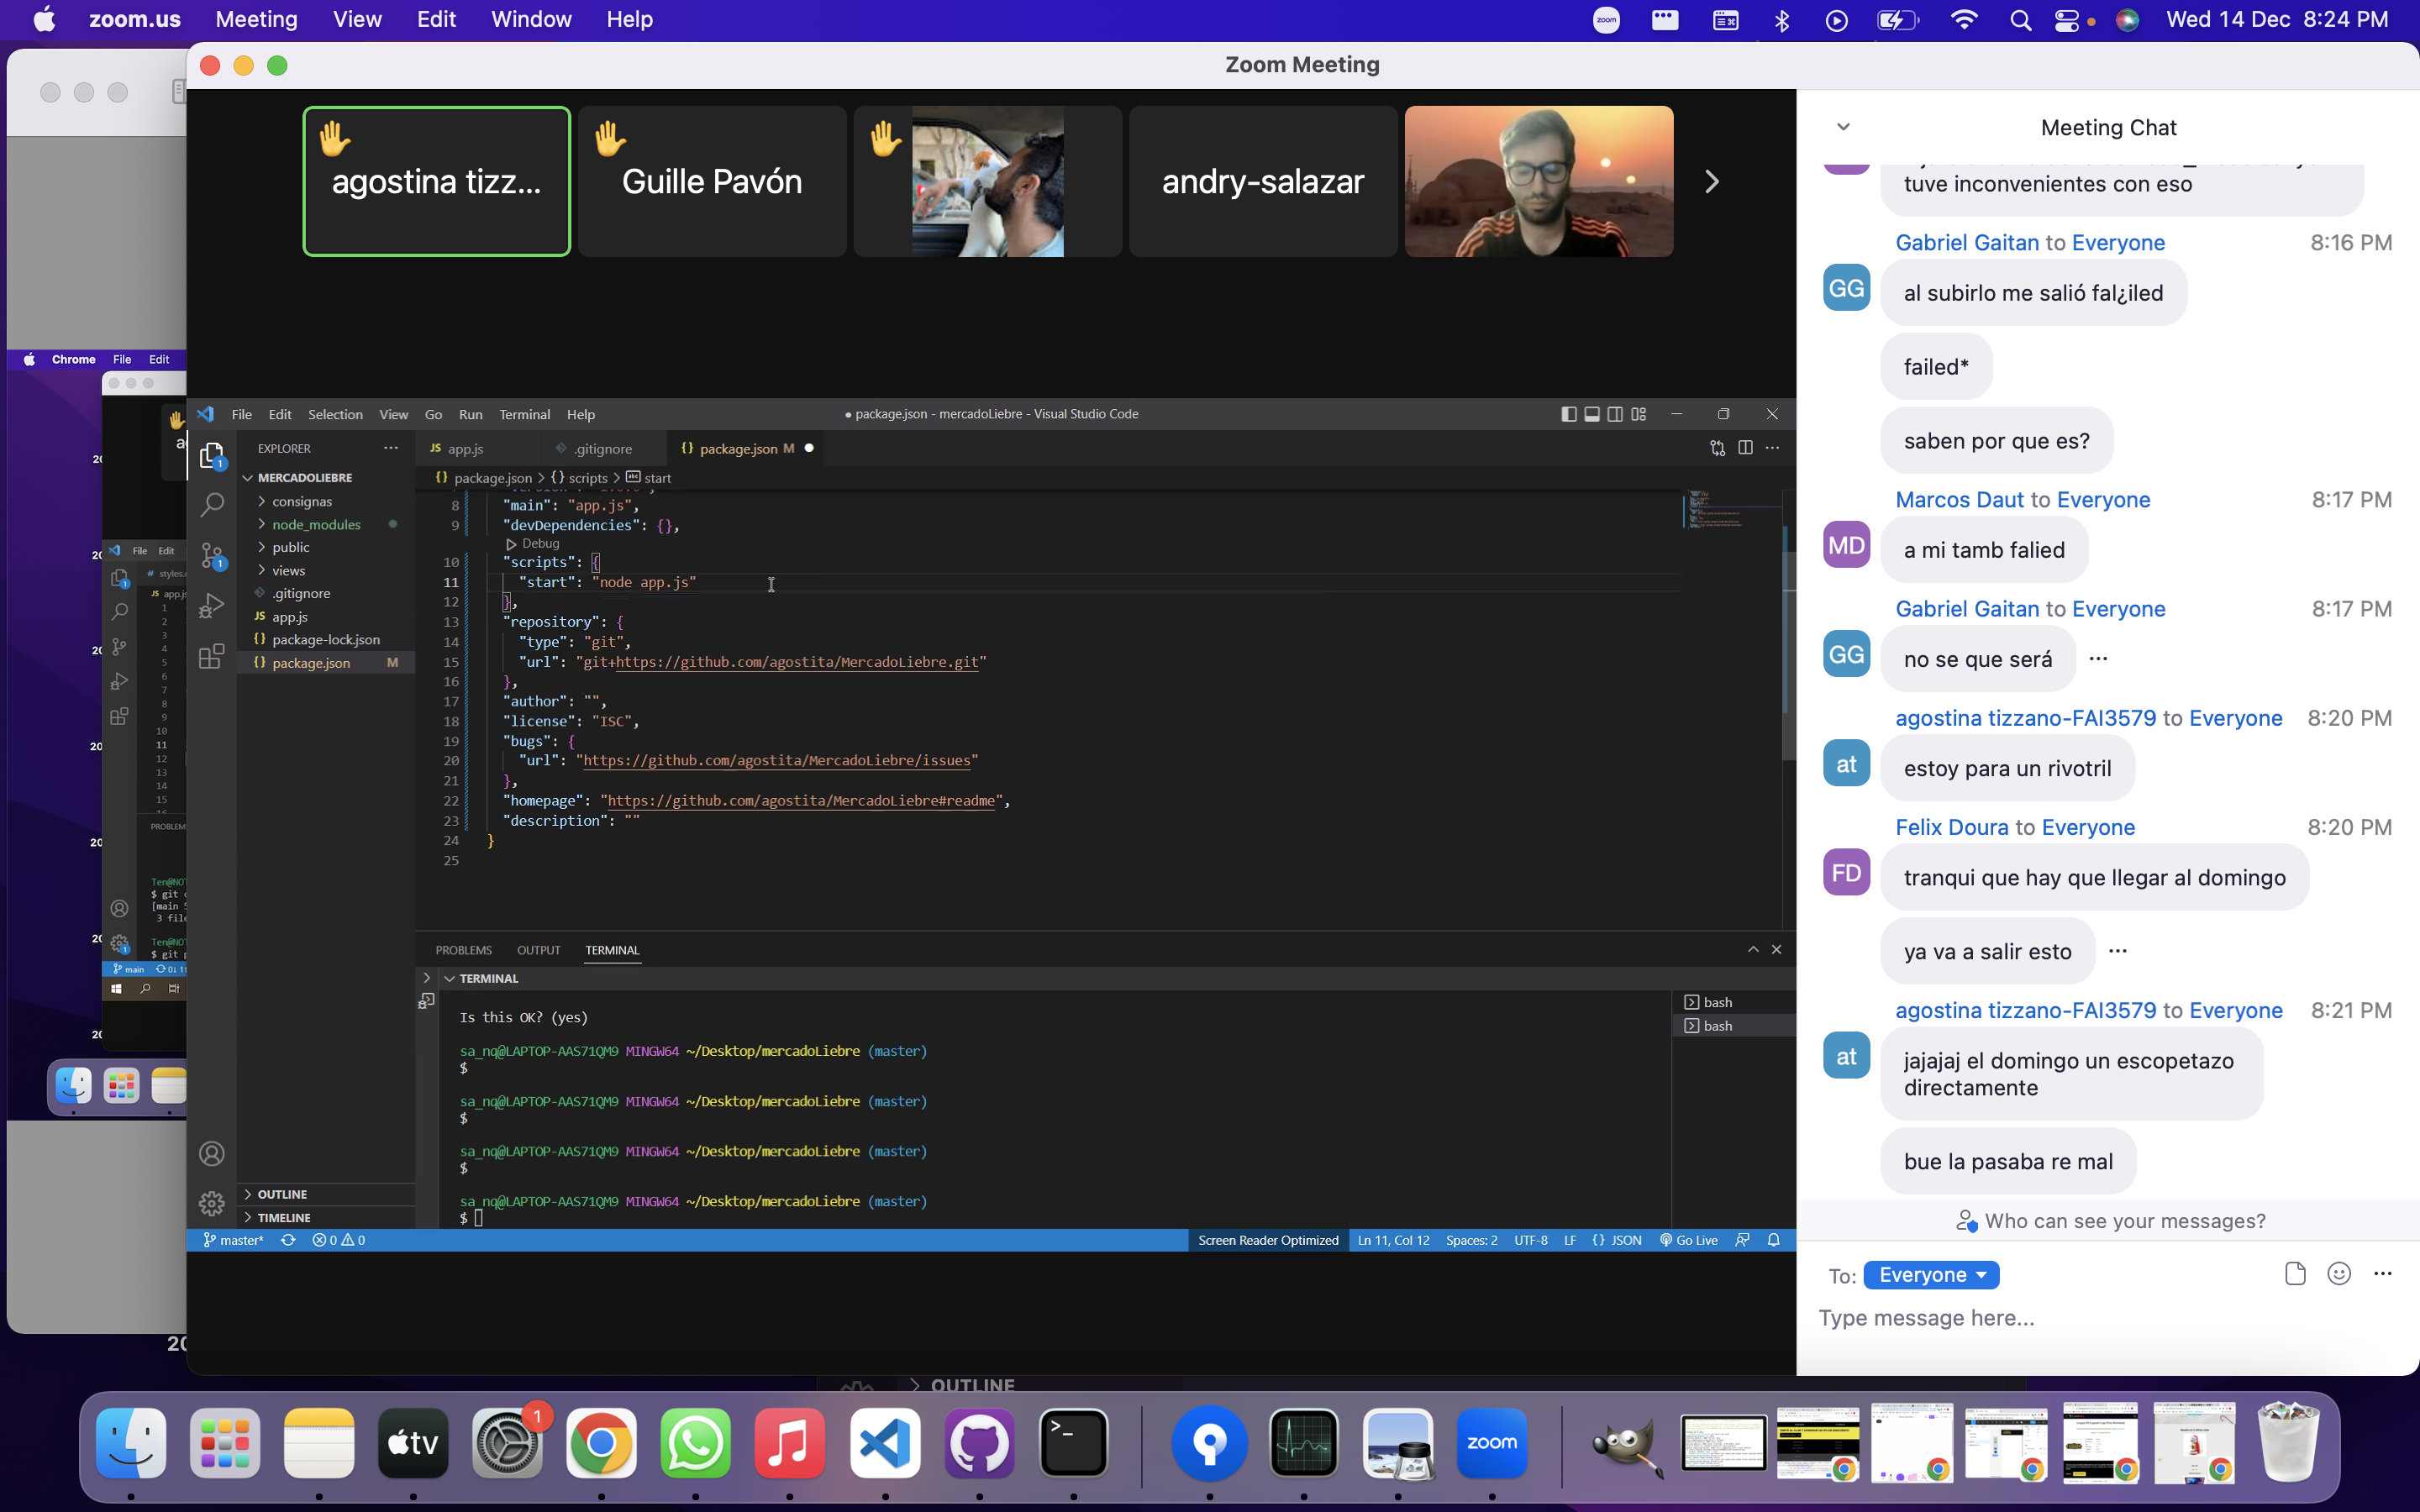 zoom.us Meeting View Edit Window Help
zoom
Wed 14 Dec 8:24 PM
Zoom Meeting
agostina tizz...
Guille Pavón
andry-salazar
Chrome File Edit
File Edit
File Edit Selection View Go Run Terminal Help
● package.json - mercadoLiebre - Visual Studio Code
EXPLORER
MERCADOLIEBRE
consignas
node_modules
public
views
.gitignore
JS app.js
{} package-lock.json
{} package.json M
OUTLINE
TIMELINE
JS app.js
.gitignore
{} package.json M ●
{} package.json > {} scripts > abc start
8 "main": "app.js",
9 "devDependencies": {},
Debug
10 "scripts": {
11 "start": "node app.js"
12 },
13 "repository": {
14 "type": "git",
15 "url": "git+https://github.com/agostita/MercadoLiebre.git"
16 },
17 "author": "",
18 "license": "ISC",
19 "bugs": {
20 "url": "https://github.com/agostita/MercadoLiebre/issues"
21 },
22 "homepage": "https://github.com/agostita/MercadoLiebre#readme",
23 "description": ""
24 }
25
PROBLEMS OUTPUT TERMINAL
TERMINAL
bash
bash
Is this OK? (yes)
sa_nq@LAPTOP-AAS71QM9 MINGW64 ~/Desktop/mercadoLiebre (master)
$
sa_nq@LAPTOP-AAS71QM9 MINGW64 ~/Desktop/mercadoLiebre (master)
$
sa_nq@LAPTOP-AAS71QM9 MINGW64 ~/Desktop/mercadoLiebre (master)
$
sa_nq@LAPTOP-AAS71QM9 MINGW64 ~/Desktop/mercadoLiebre (master)
$
master* 0 0
Screen Reader Optimized Ln 11, Col 12 Spaces: 2 UTF-8 LF {} JSON Go Live
Meeting Chat
tuve inconvenientes con eso
Gabriel Gaitan to Everyone 8:16 PM
GG
al subirlo me salió fal¿iled
failed*
saben por que es?
Marcos Daut to Everyone 8:17 PM
MD
a mi tamb falied
Gabriel Gaitan to Everyone 8:17 PM
GG
no se que será
agostina tizzano-FAI3579 to Everyone 8:20 PM
at
estoy para un rivotril
Felix Doura to Everyone 8:20 PM
FD
tranqui que hay que llegar al domingo
ya va a salir esto
agostina tizzano-FAI3579 to Everyone 8:21 PM
at
jajajaj el domingo un escopetazo
directamente
bue la pasaba re mal
Who can see your messages?
To: Everyone
Type message here...
OUTLINE
tv
1
zoom